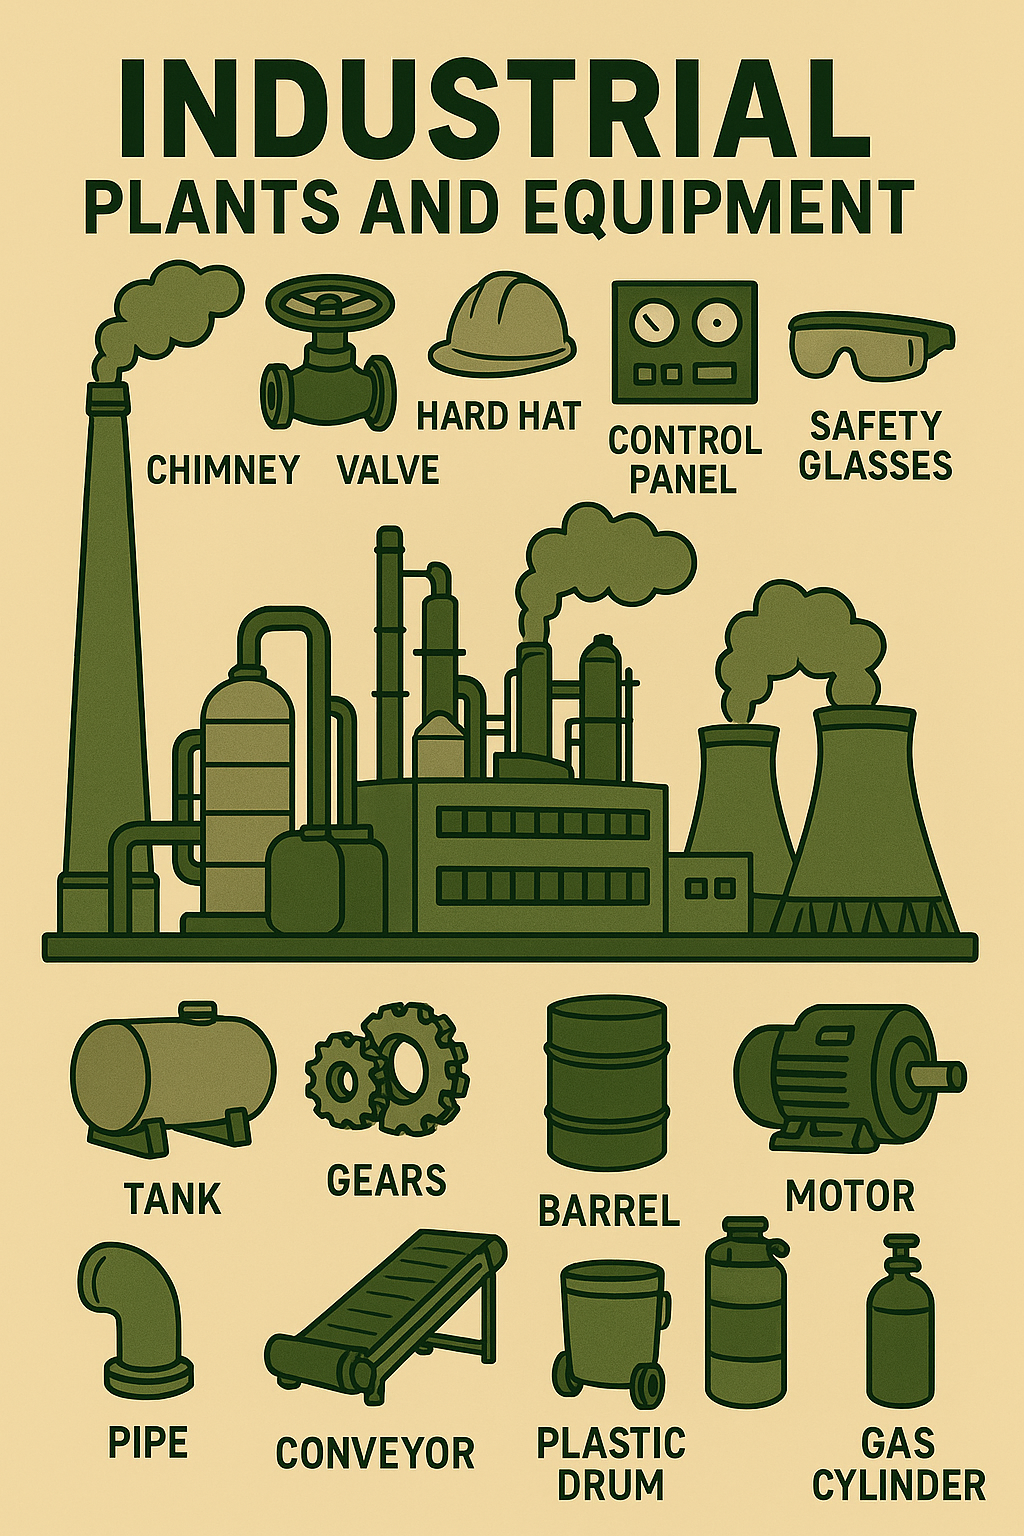 INDUSTRIAL
PLANTS AND EQUIPMENT
HARD HAT
CONTROL
PANEL
SAFETY
GLASSES
CHIMNEY
VALVE
TANK
GEARS
BARREL
MOTOR
PIPE
CONVEYOR
PLASTIC
DRUM
GAS
CYLINDER